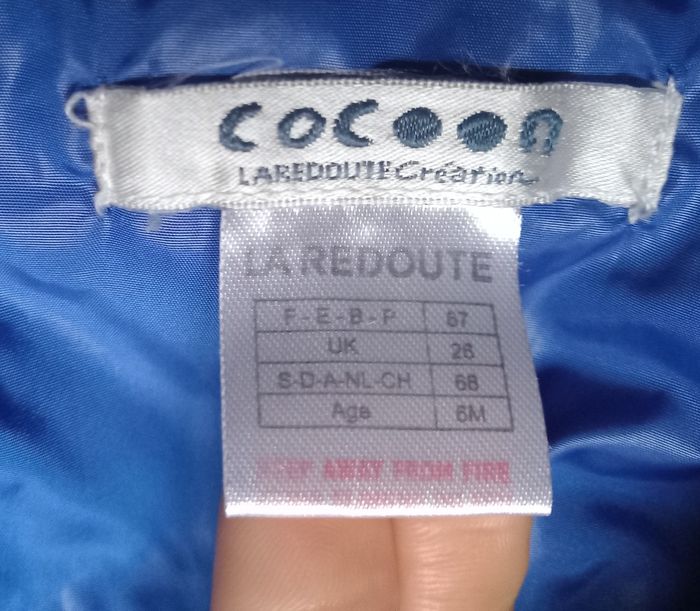 cocoon
LAREDOUTE Création
LA REDOUTE
F-E-B-P 67
UK 26
S-D-A-NL-CH 68
Age 6M
KEEP AWAY FROM FIRE